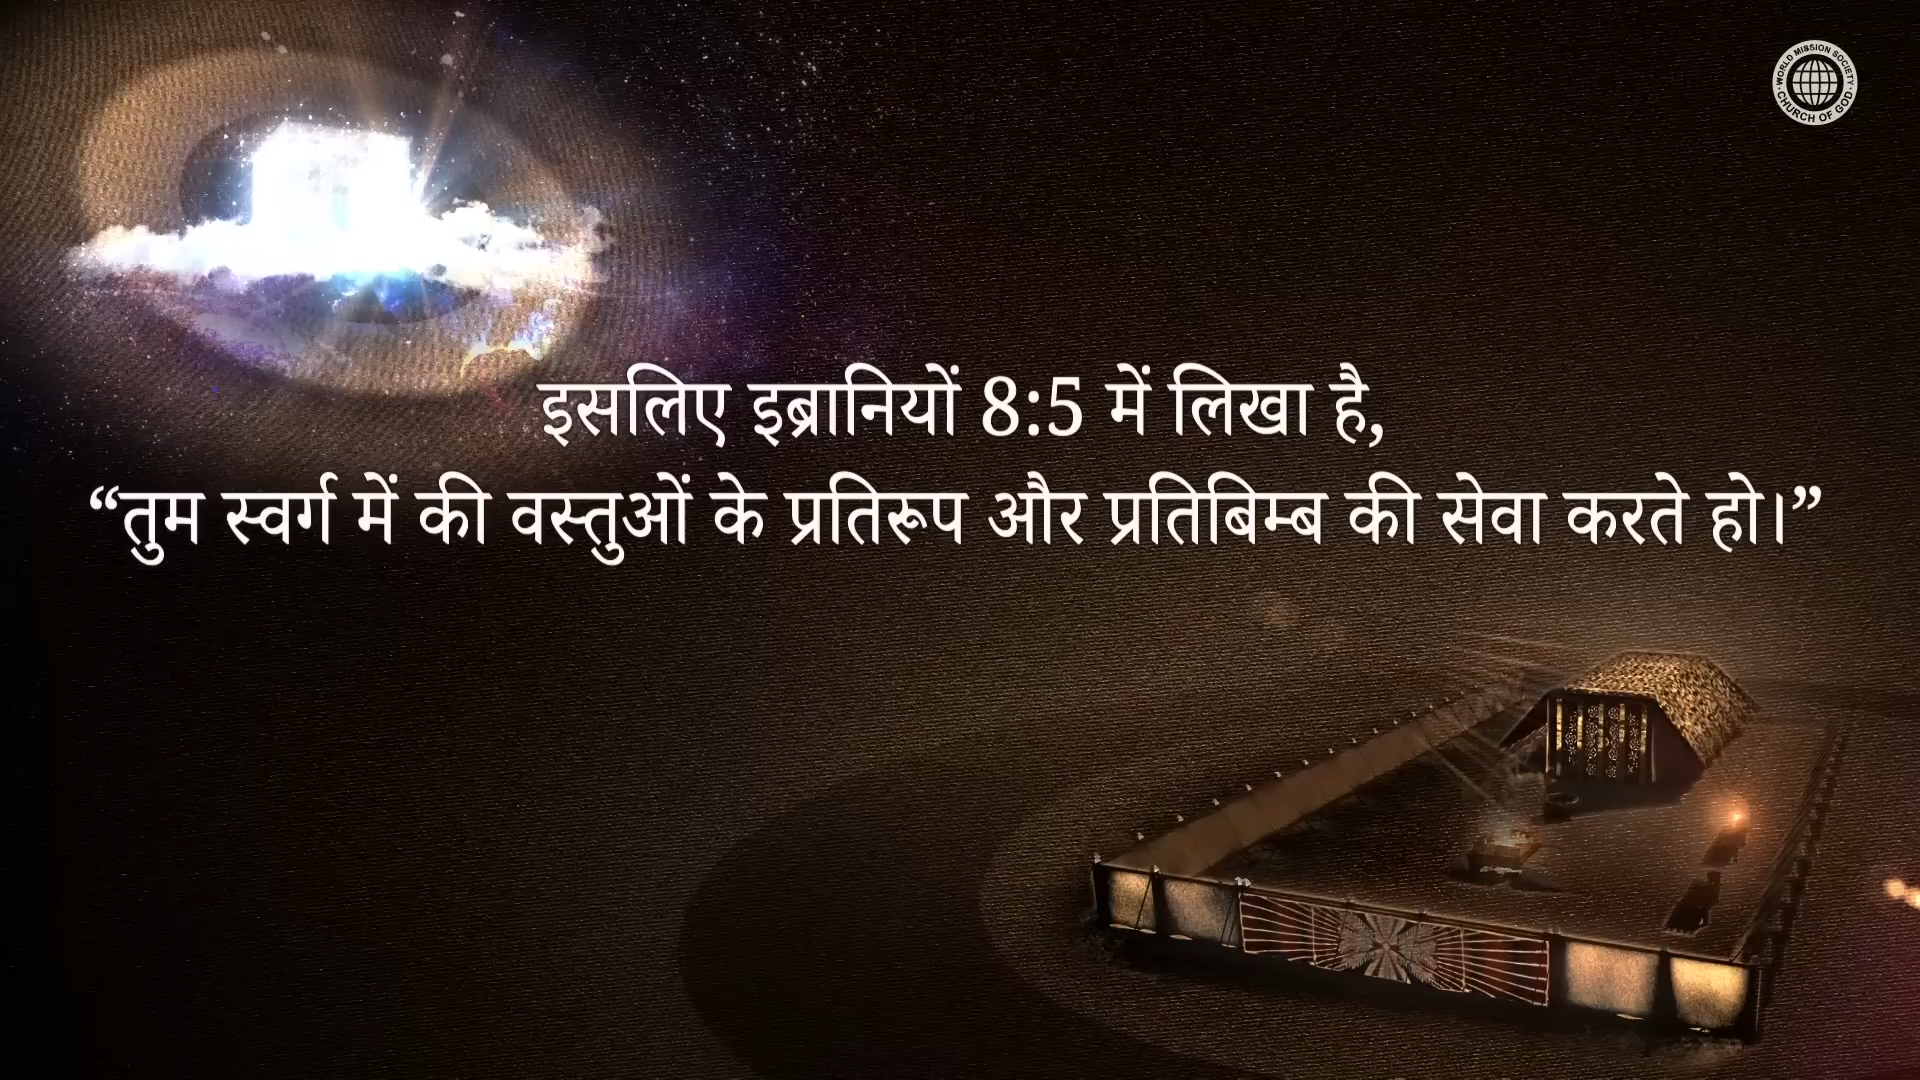 WORLD MISSION SOCIETY
CHURCH OF GOD
इसलिए इब्रानियों 8:5 में लिखा है,
“तुम स्वर्ग में की वस्तुओं के प्रतिरूप और प्रतिबिम्ब की सेवा करते हो।”